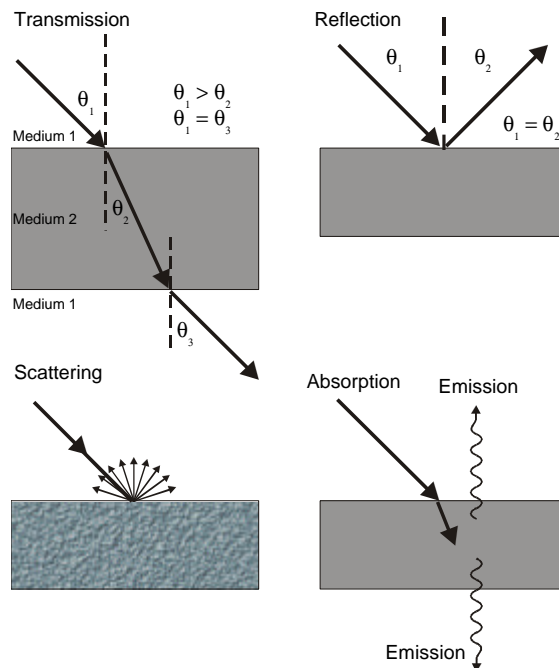 Transmission
θ1
θ1 > θ2
θ1 = θ3
Medium 1
Medium 2
θ2
Medium 1
θ3
Reflection
θ1
θ2
θ1 = θ2
Scattering
Absorption
Emission
Emission